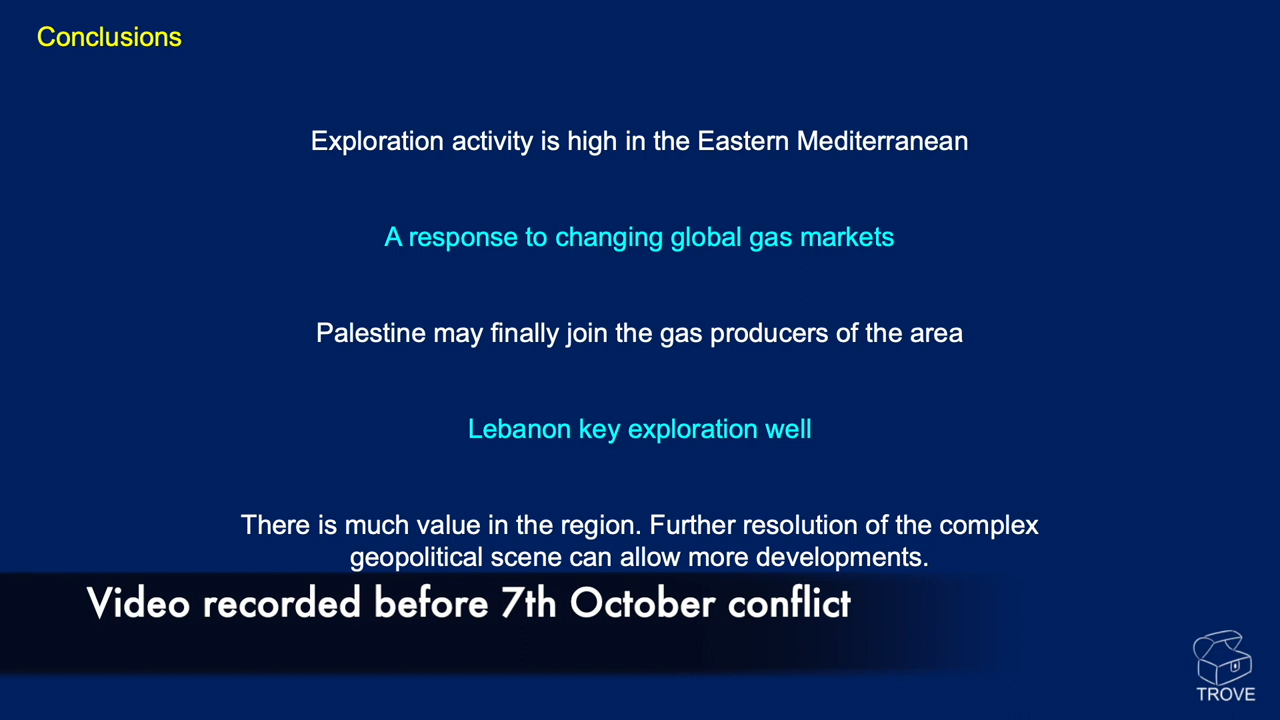 Conclusions
Exploration activity is high in the Eastern Mediterranean
A response to changing global gas markets
Palestine may finally join the gas producers of the area
Lebanon key exploration well
There is much value in the region. Further resolution of the complex
geopolitical scene can allow more developments.
Video recorded before 7th October conflict
TROVE